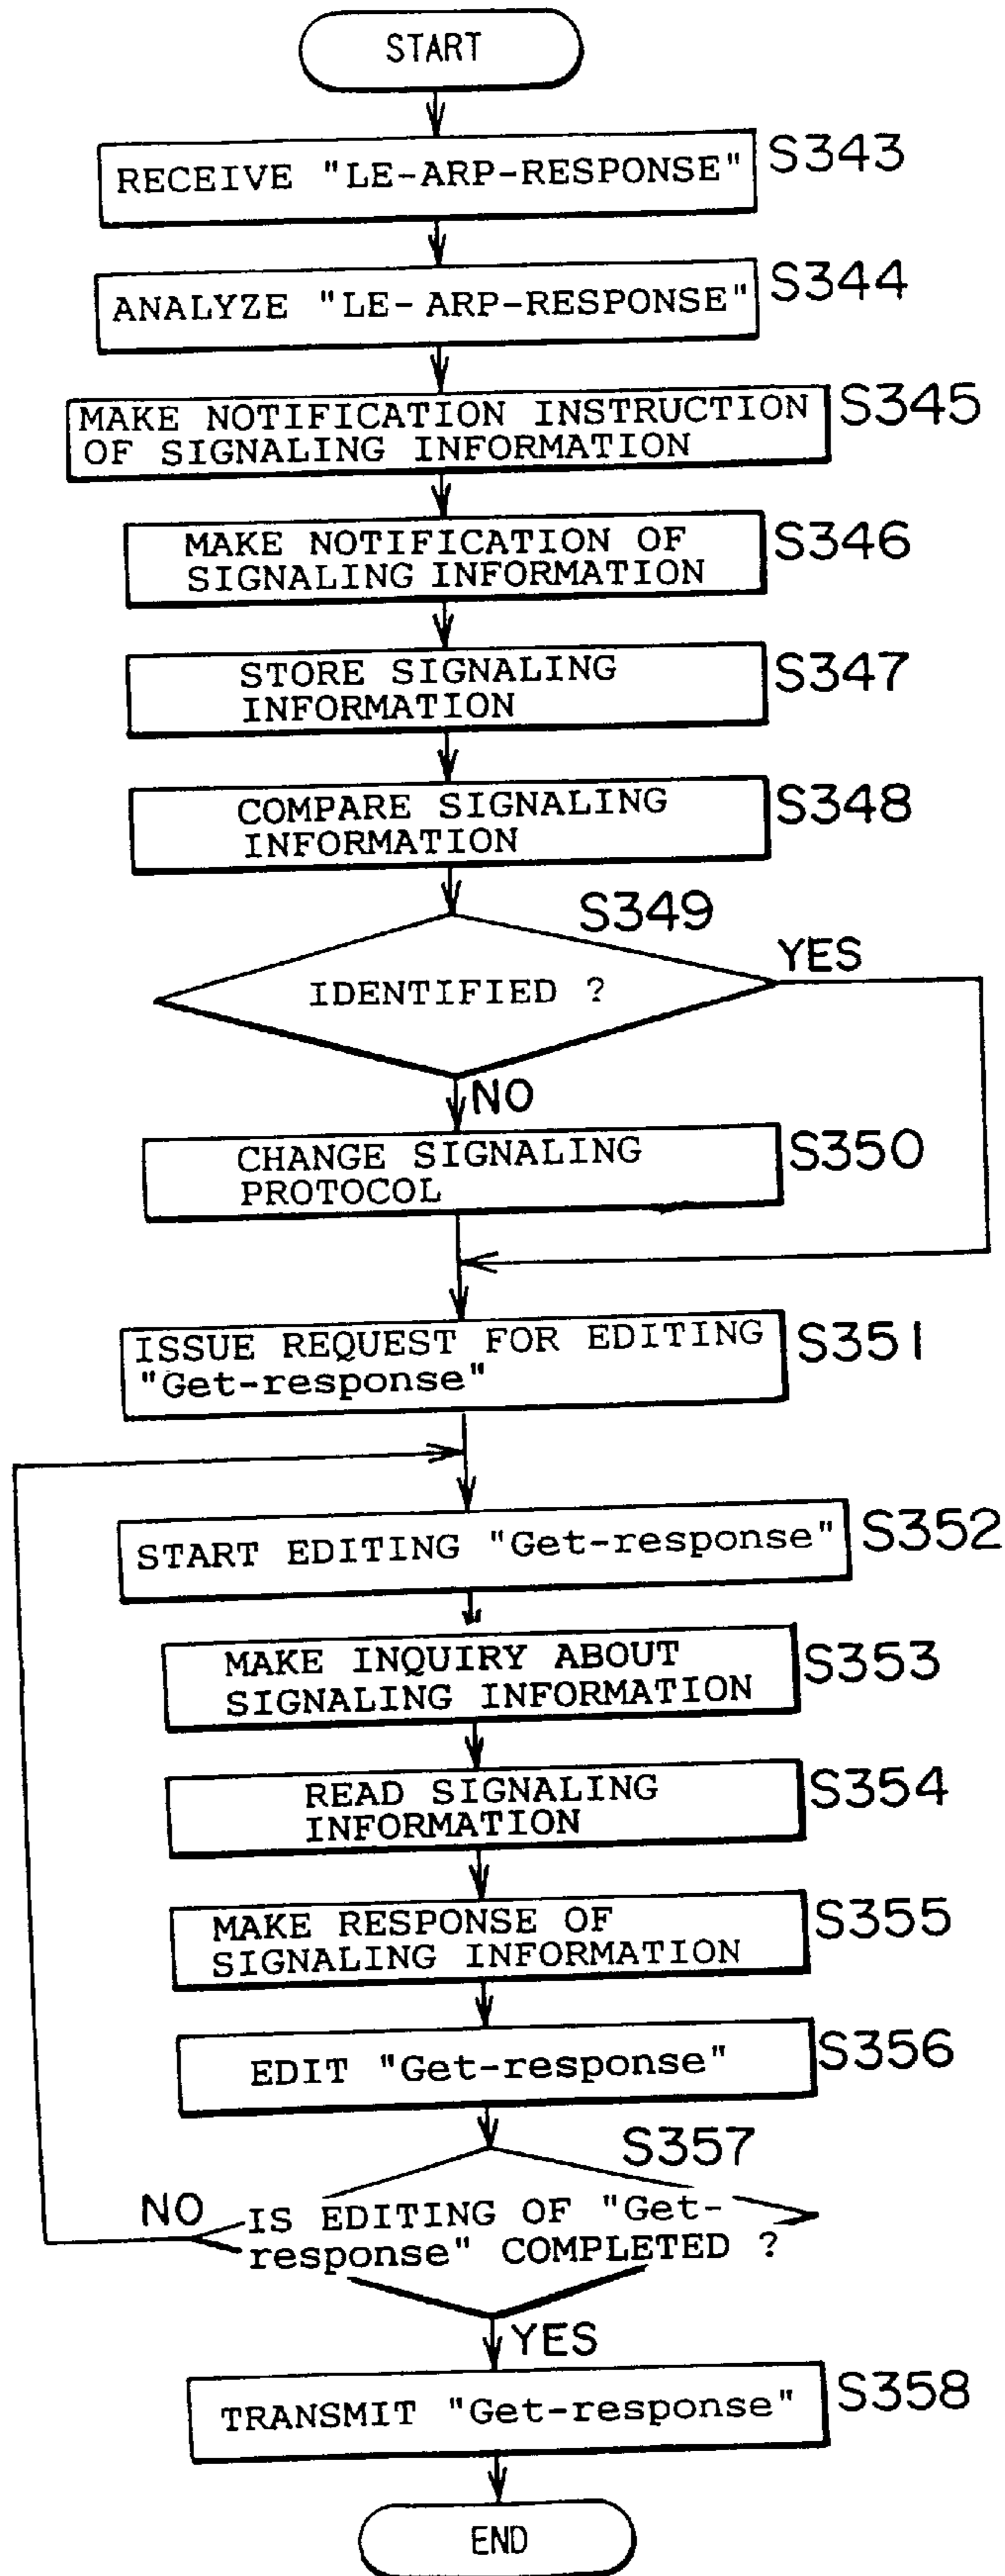 START
RECEIVE "LE-ARP-RESPONSE"
S343
ANALYZE "LE-ARP-RESPONSE"
S344
MAKE NOTIFICATION INSTRUCTION
OF SIGNALING INFORMATION
S345
MAKE NOTIFICATION OF
SIGNALING INFORMATION
S346
STORE SIGNALING
INFORMATION
S347
COMPARE SIGNALING
INFORMATION
S348
S349
IDENTIFIED ?
YES
NO
CHANGE SIGNALING
PROTOCOL
S350
ISSUE REQUEST FOR EDITING
"Get-response"
S351
START EDITING "Get-response"
S352
MAKE INQUIRY ABOUT
SIGNALING INFORMATION
S353
READ SIGNALING
INFORMATION
S354
MAKE RESPONSE OF
SIGNALING INFORMATION
S355
EDIT "Get-response"
S356
S357
NO
IS EDITING OF "Get-
response" COMPLETED ?
YES
TRANSMIT "Get-response"
S358
END